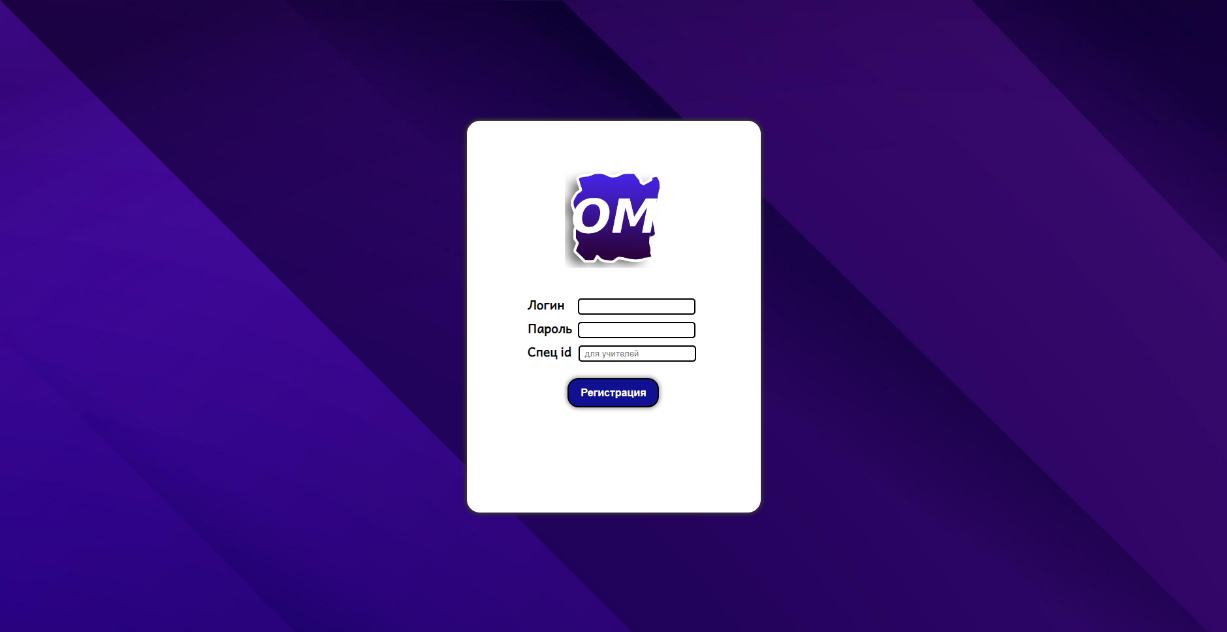 OM
Логин
Пароль
Спец id для учителей
Регистрация